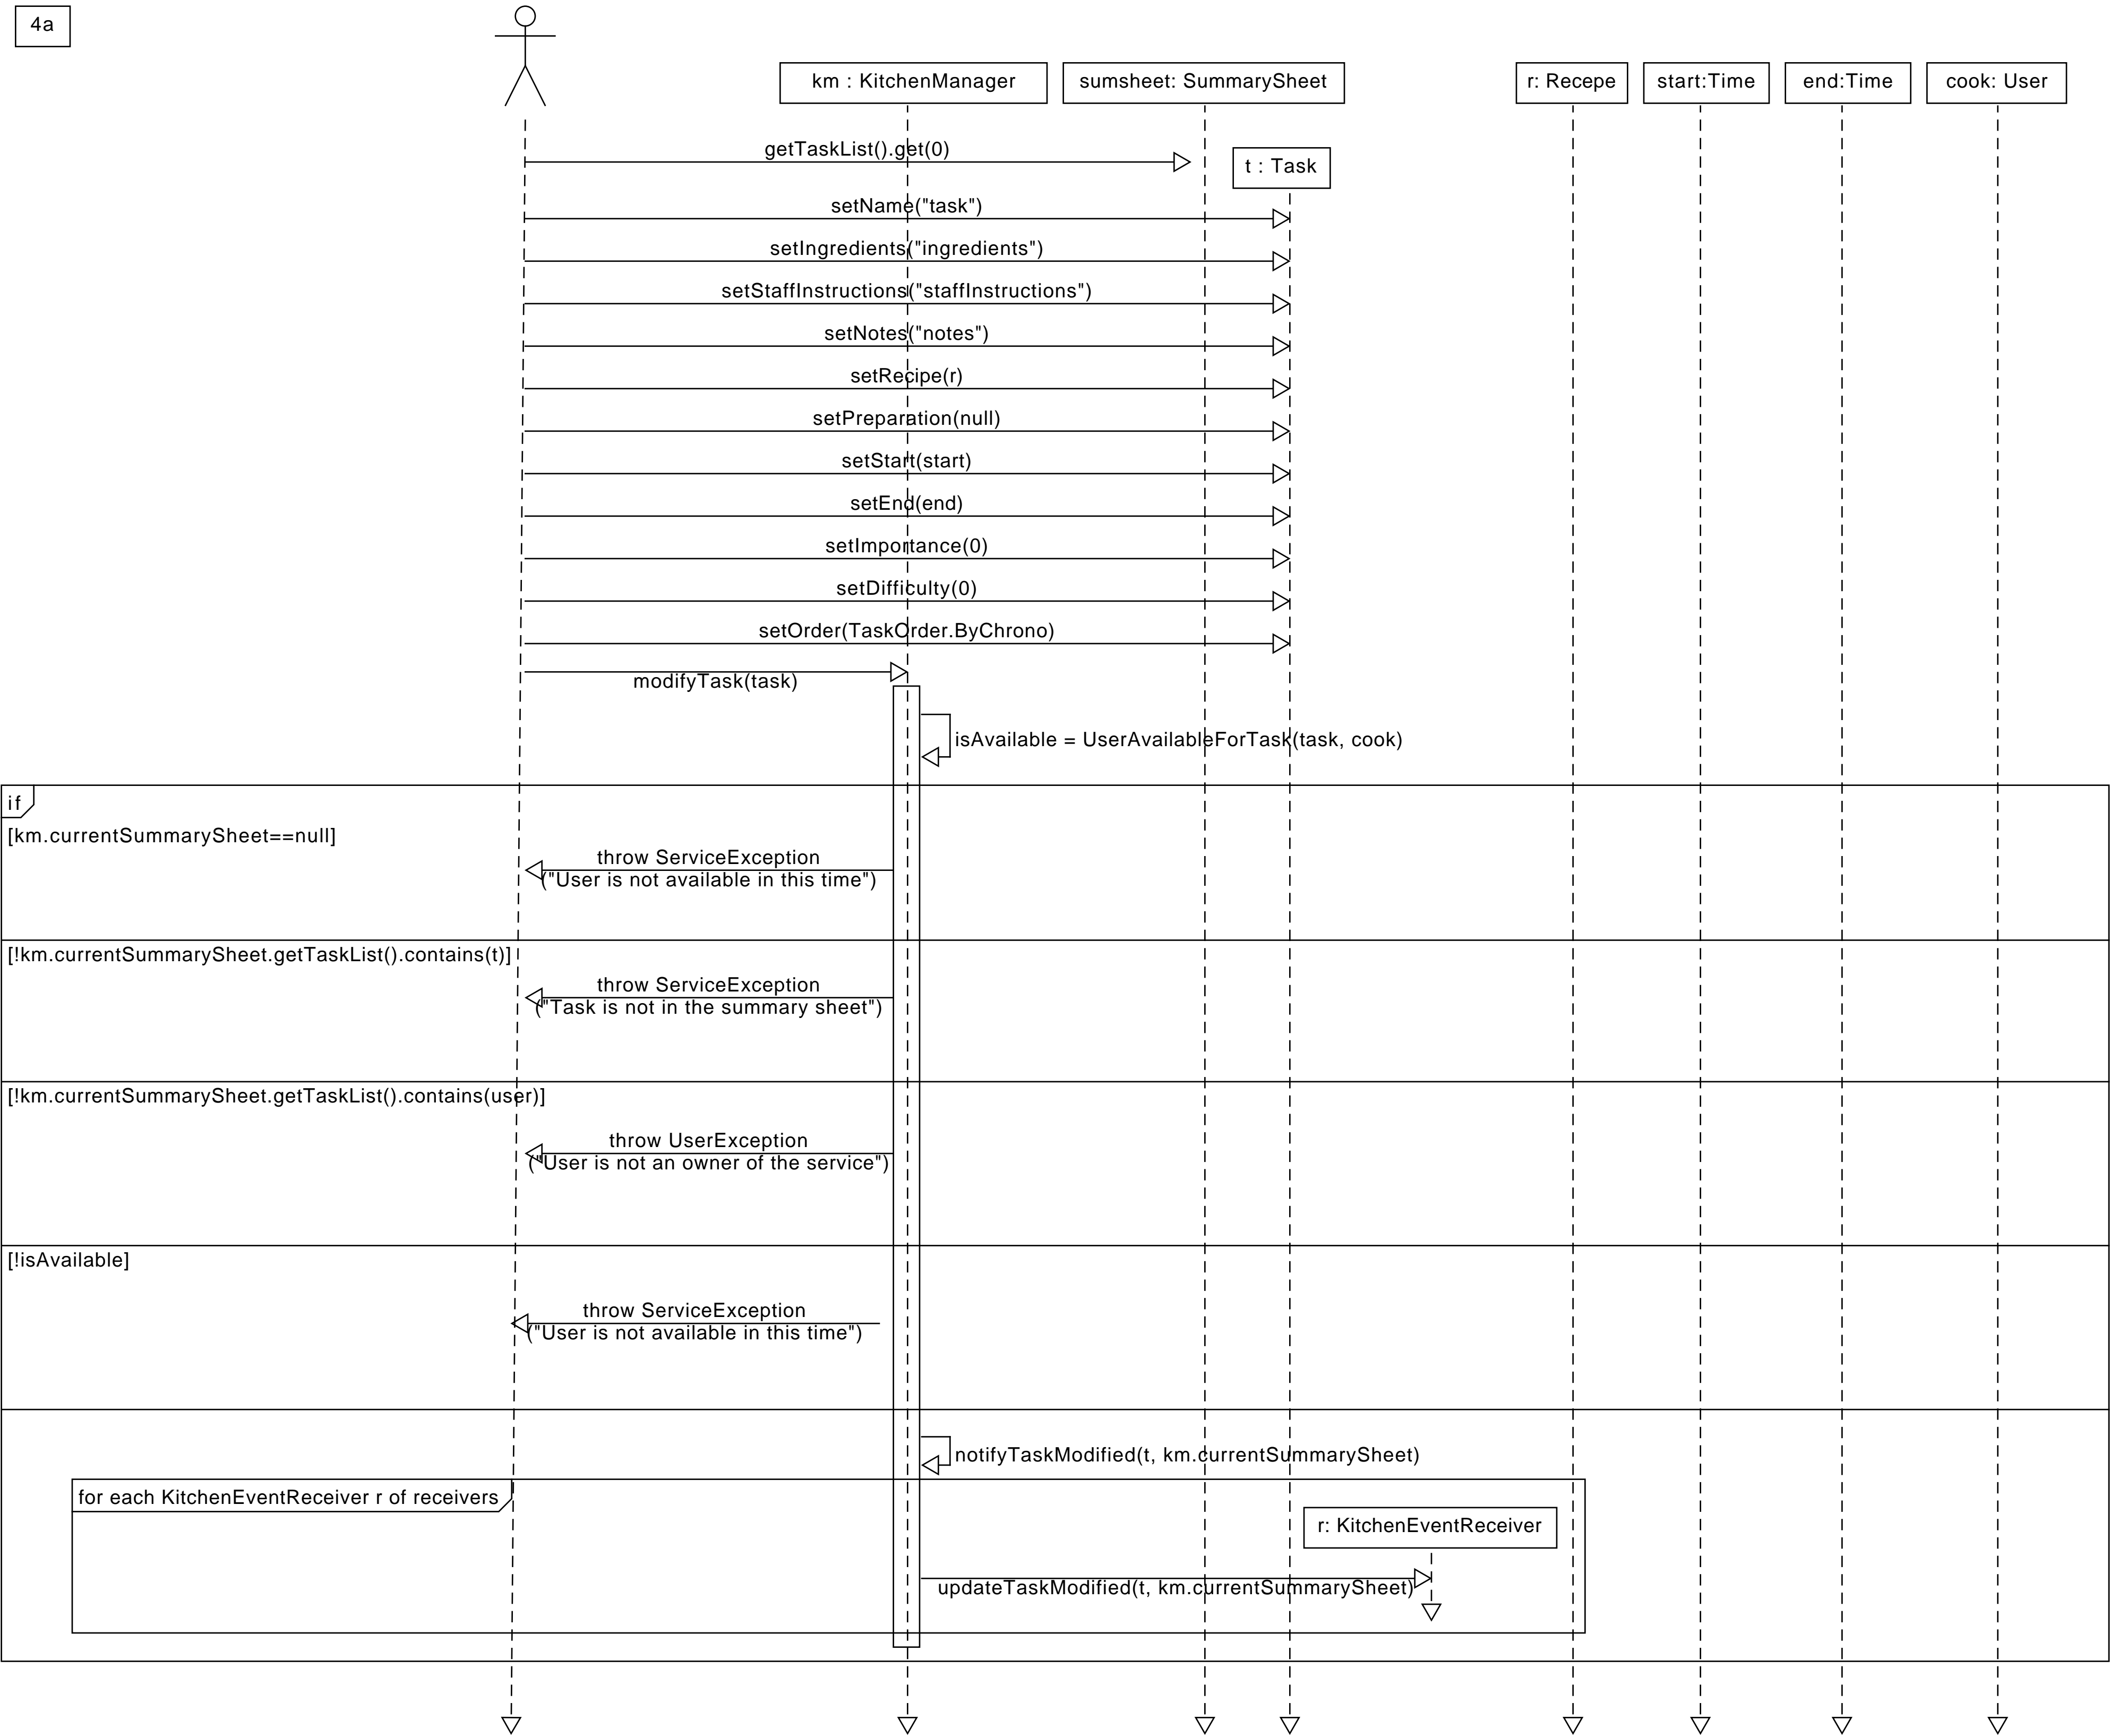 4a
km : KitchenManager
sumsheet: SummarySheet
r: Recepe
start:Time
end:Time
cook: User
getTaskList().get(0)
t : Task
setName("task")
setIngredients("ingredients")
setStaffInstructions("staffInstructions")
setNotes("notes")
setRecipe(r)
setPreparation(null)
setStart(start)
setEnd(end)
setImportance(0)
setDifficulty(0)
setOrder(TaskOrder.ByChrono)
modifyTask(task)
isAvailable = UserAvailableForTask(task, cook)
if
[km.currentSummarySheet==null]
throw ServiceException
("User is not available in this time")
[!km.currentSummarySheet.getTaskList().contains(t)]
throw ServiceException
("Task is not in the summary sheet")
[!km.currentSummarySheet.getTaskList().contains(user)]
throw UserException
("User is not an owner of the service")
[!isAvailable]
throw ServiceException
("User is not available in this time")
notifyTaskModified(t, km.currentSummarySheet)
for each KitchenEventReceiver r of receivers
r: KitchenEventReceiver
updateTaskModified(t, km.currentSummarySheet)